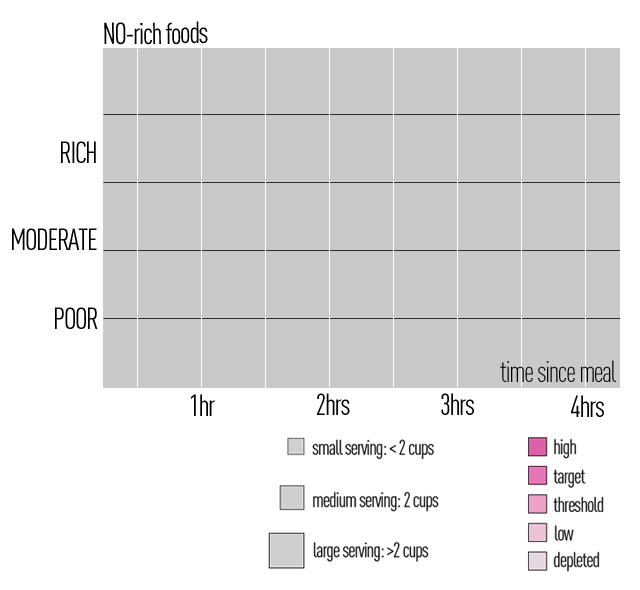 NO-rich foods
RICH
MODERATE
POOR
time since meal
1hr
2hrs
3hrs
4hrs
small serving: < 2 cups
medium serving: 2 cups
large serving: >2 cups
high
target
threshold
low
depleted